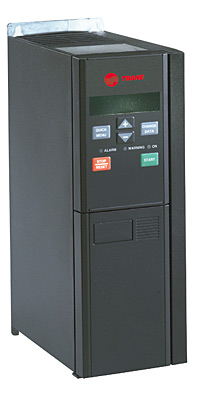 TRANE
QUICK
MENU
+
-
CHANGE
DATA
ALARM
WARNING
ON
STOP
RESET
START